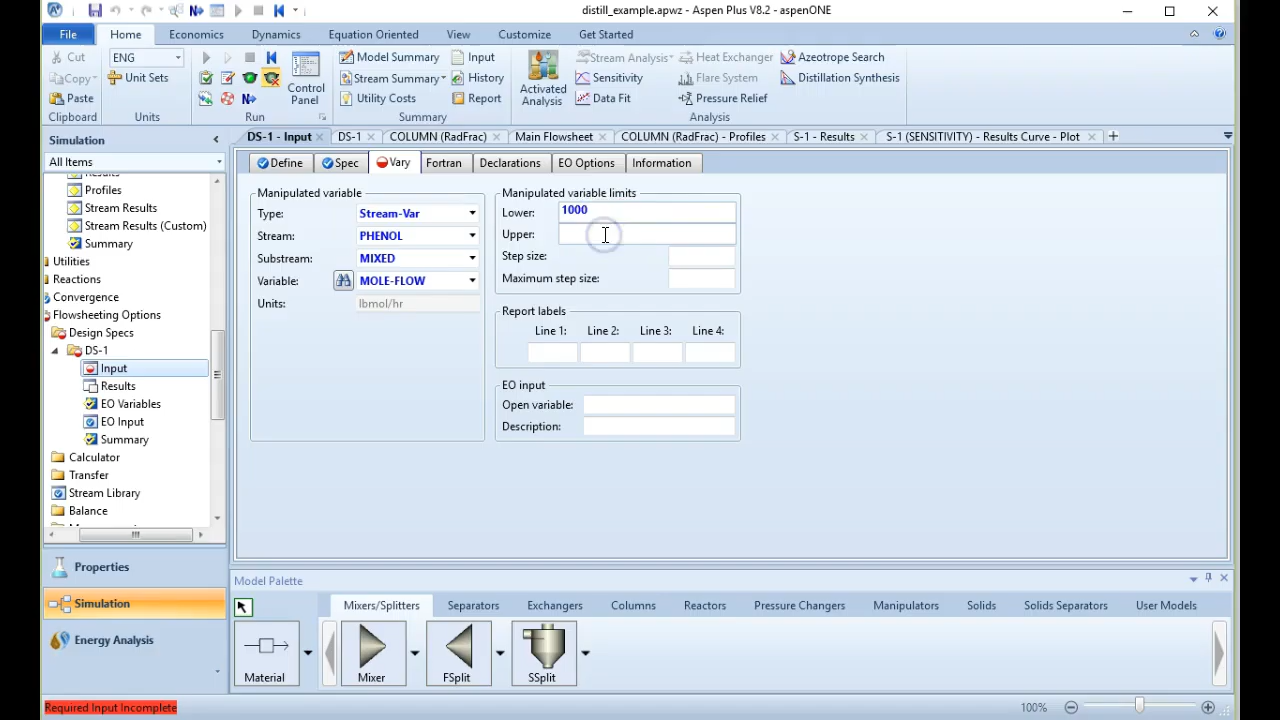 distill_example.apwz - Aspen Plus V8.2 - aspenONE
File Home Economics Dynamics Equation Oriented View Customize Get Started
Cut ENG Model Summary Input Stream Analysis Heat Exchanger Azeotrope Search
Copy Unit Sets Stream Summary History Sensitivity Flare System Distillation Synthesis
Paste Control Panel Utility Costs Report Activated Analysis Data Fit Pressure Relief
Clipboard Units Run Summary Analysis
Simulation
All Items
DS-1 - Input DS-1 COLUMN (RadFrac) Main Flowsheet COLUMN (RadFrac) - Profiles S-1 - Results S-1 (SENSITIVITY) - Results Curve - Plot
Define Spec Vary Fortran Declarations EO Options Information
Profiles
Stream Results
Stream Results (Custom)
Summary
Utilities
Reactions
Convergence
Flowsheeting Options
Design Specs
DS-1
Input
Results
EO Variables
EO Input
Summary
Calculator
Transfer
Stream Library
Balance
Properties
Simulation
Energy Analysis
Manipulated variable
Type: Stream-Var
Stream: PHENOL
Substream: MIXED
Variable: MOLE-FLOW
Units: lbmol/hr
Manipulated variable limits
Lower: 1000
Upper:
Step size:
Maximum step size:
Report labels
Line 1: Line 2: Line 3: Line 4:
EO input
Open variable:
Description:
Model Palette
Mixers/Splitters Separators Exchangers Columns Reactors Pressure Changers Manipulators Solids Solids Separators User Models
Material Mixer FSplit SSplit
Required Input Incomplete
100%